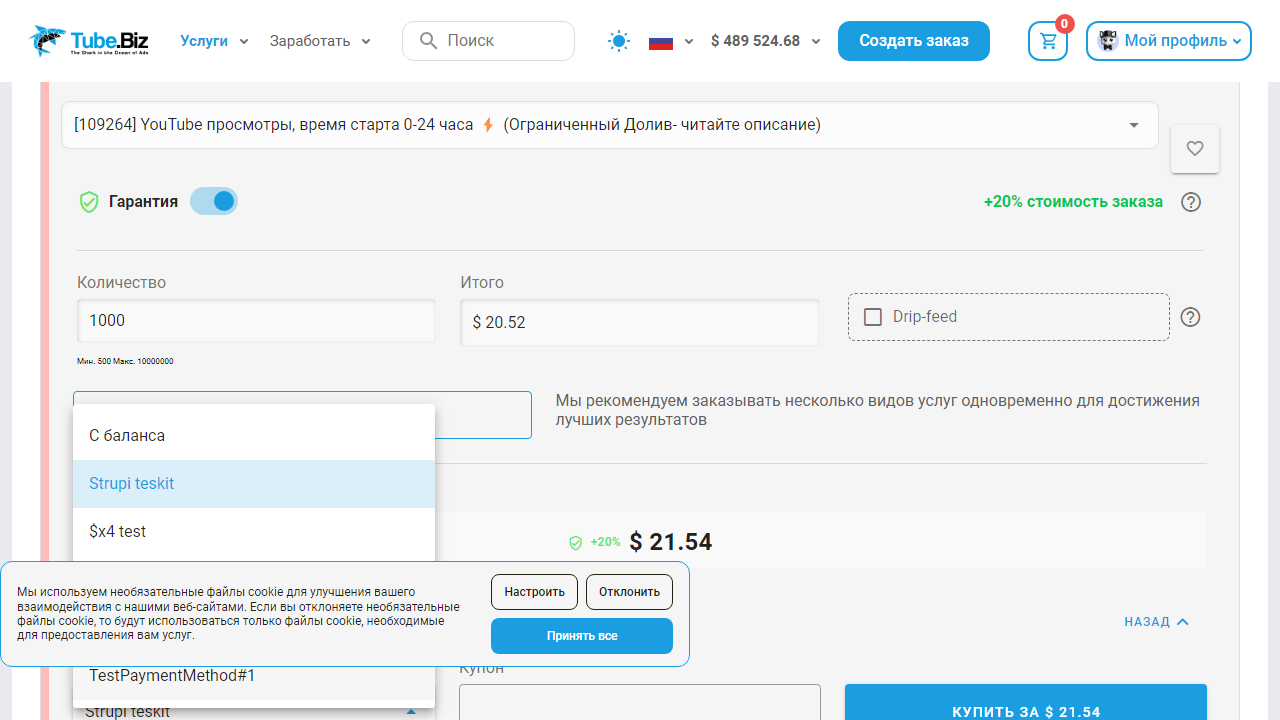 Tube.Biz
The Shark in the Ocean of Ads
Услуги
Заработать
Поиск
$ 489 524.68
Создать заказ
0
Мой профиль
[109264] YouTube просмотры, время старта 0-24 часа (Ограниченный Долив- читайте описание)
Гарантия
+20% стоимость заказа
Количество
Итого
1000
$ 20.52
Drip-feed
Мин. 500 Макс. 10000000
Мы рекомендуем заказывать несколько видов услуг одновременно для достижения
лучших результатов
С баланса
Strupi teskit
$x4 test
+20% $ 21.54
Мы используем необязательные файлы cookie для улучшения вашего
взаимодействия с нашими веб-сайтами. Если вы отклоняете необязательные
файлы cookie, то будут использоваться только файлы cookie, необходимые
для предоставления вам услуг.
Настроить
Отклонить
Принять все
НАЗАД
TestPaymentMethod#1
Купон
Strupi teskit
КУПИТЬ ЗА $ 21.54